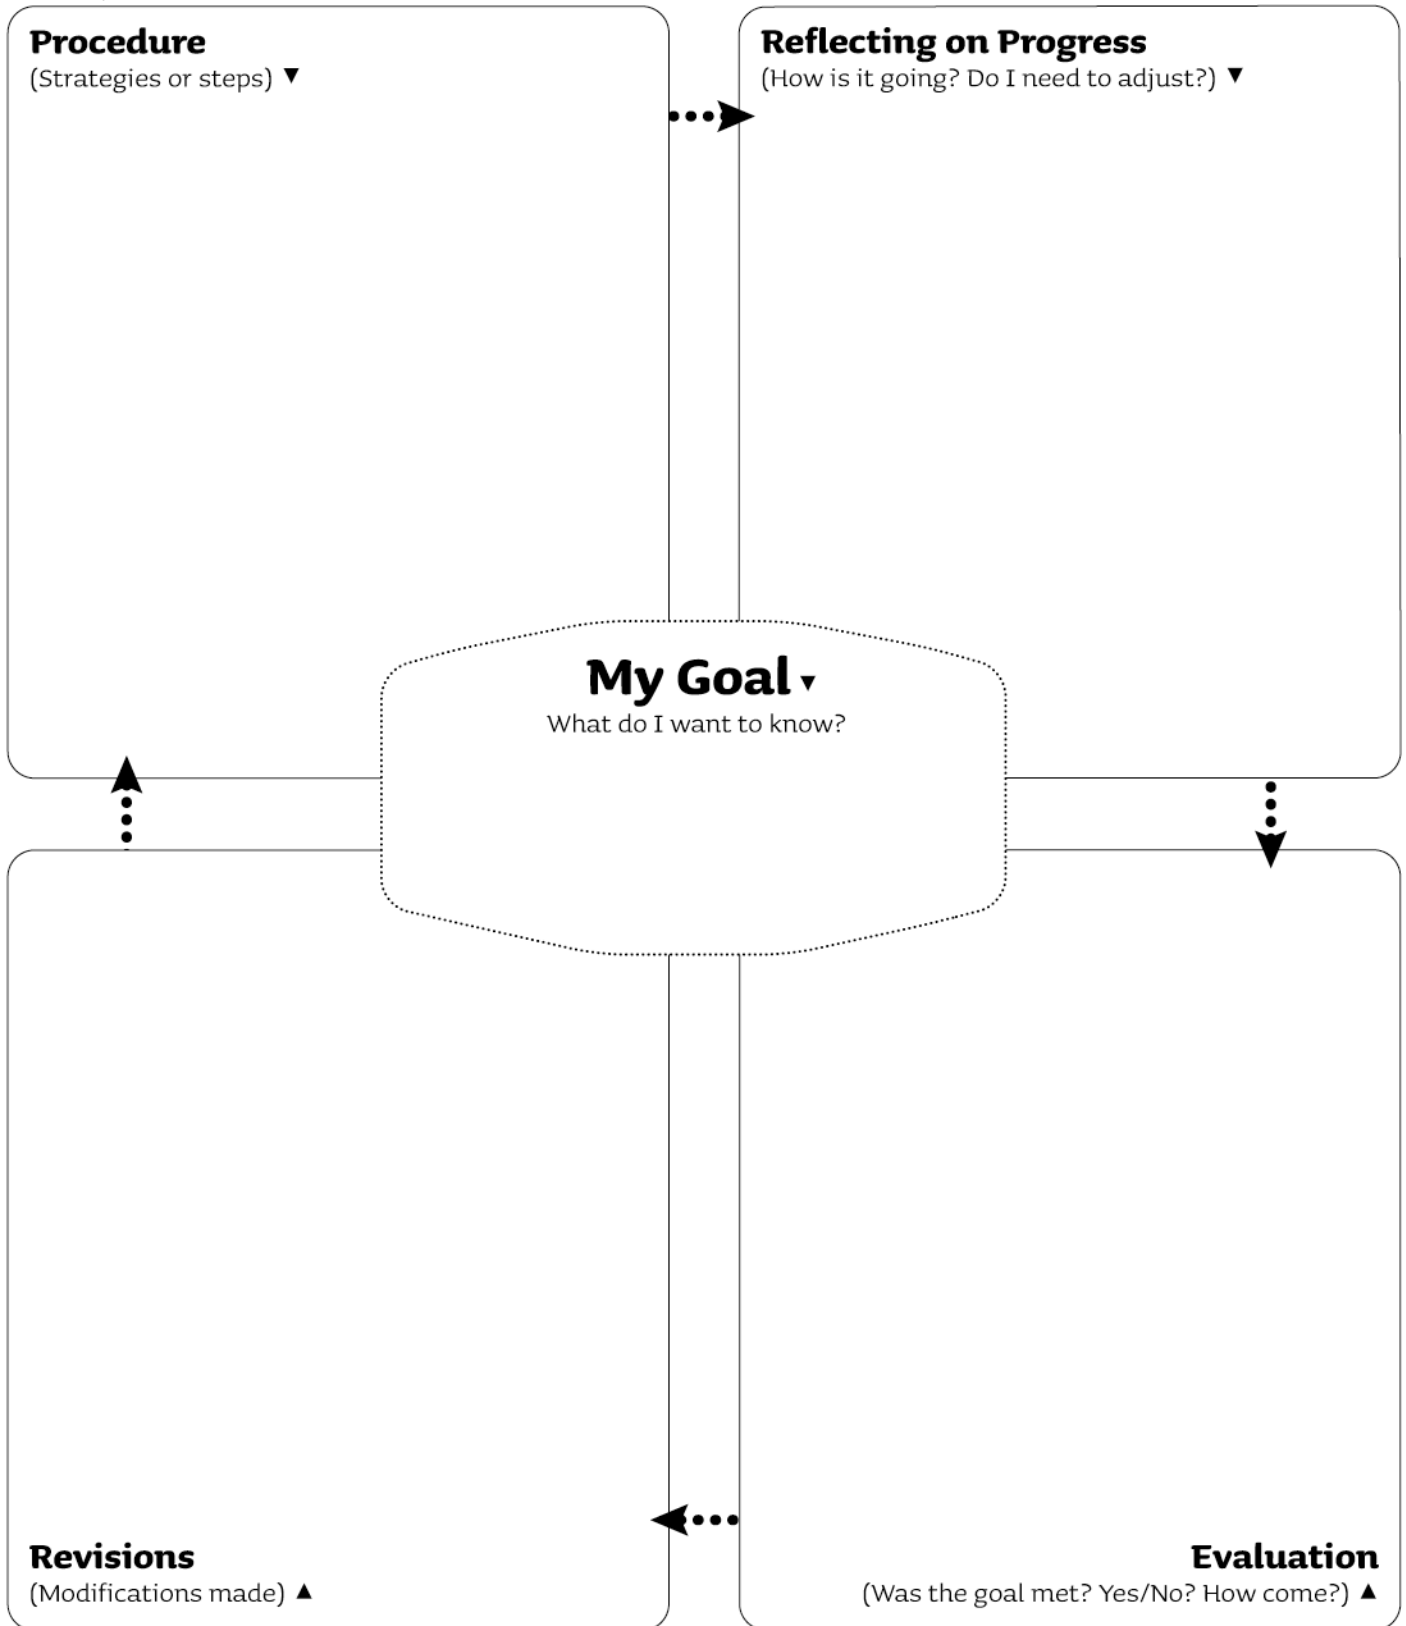 Procedure
(Strategies or steps) ▼
Reflecting on Progress
(How is it going? Do I need to adjust?) ▼
My Goal ▼
What do I want to know?
Revisions
(Modifications made) ▲
Evaluation
(Was the goal met? Yes/No? How come?) ▲